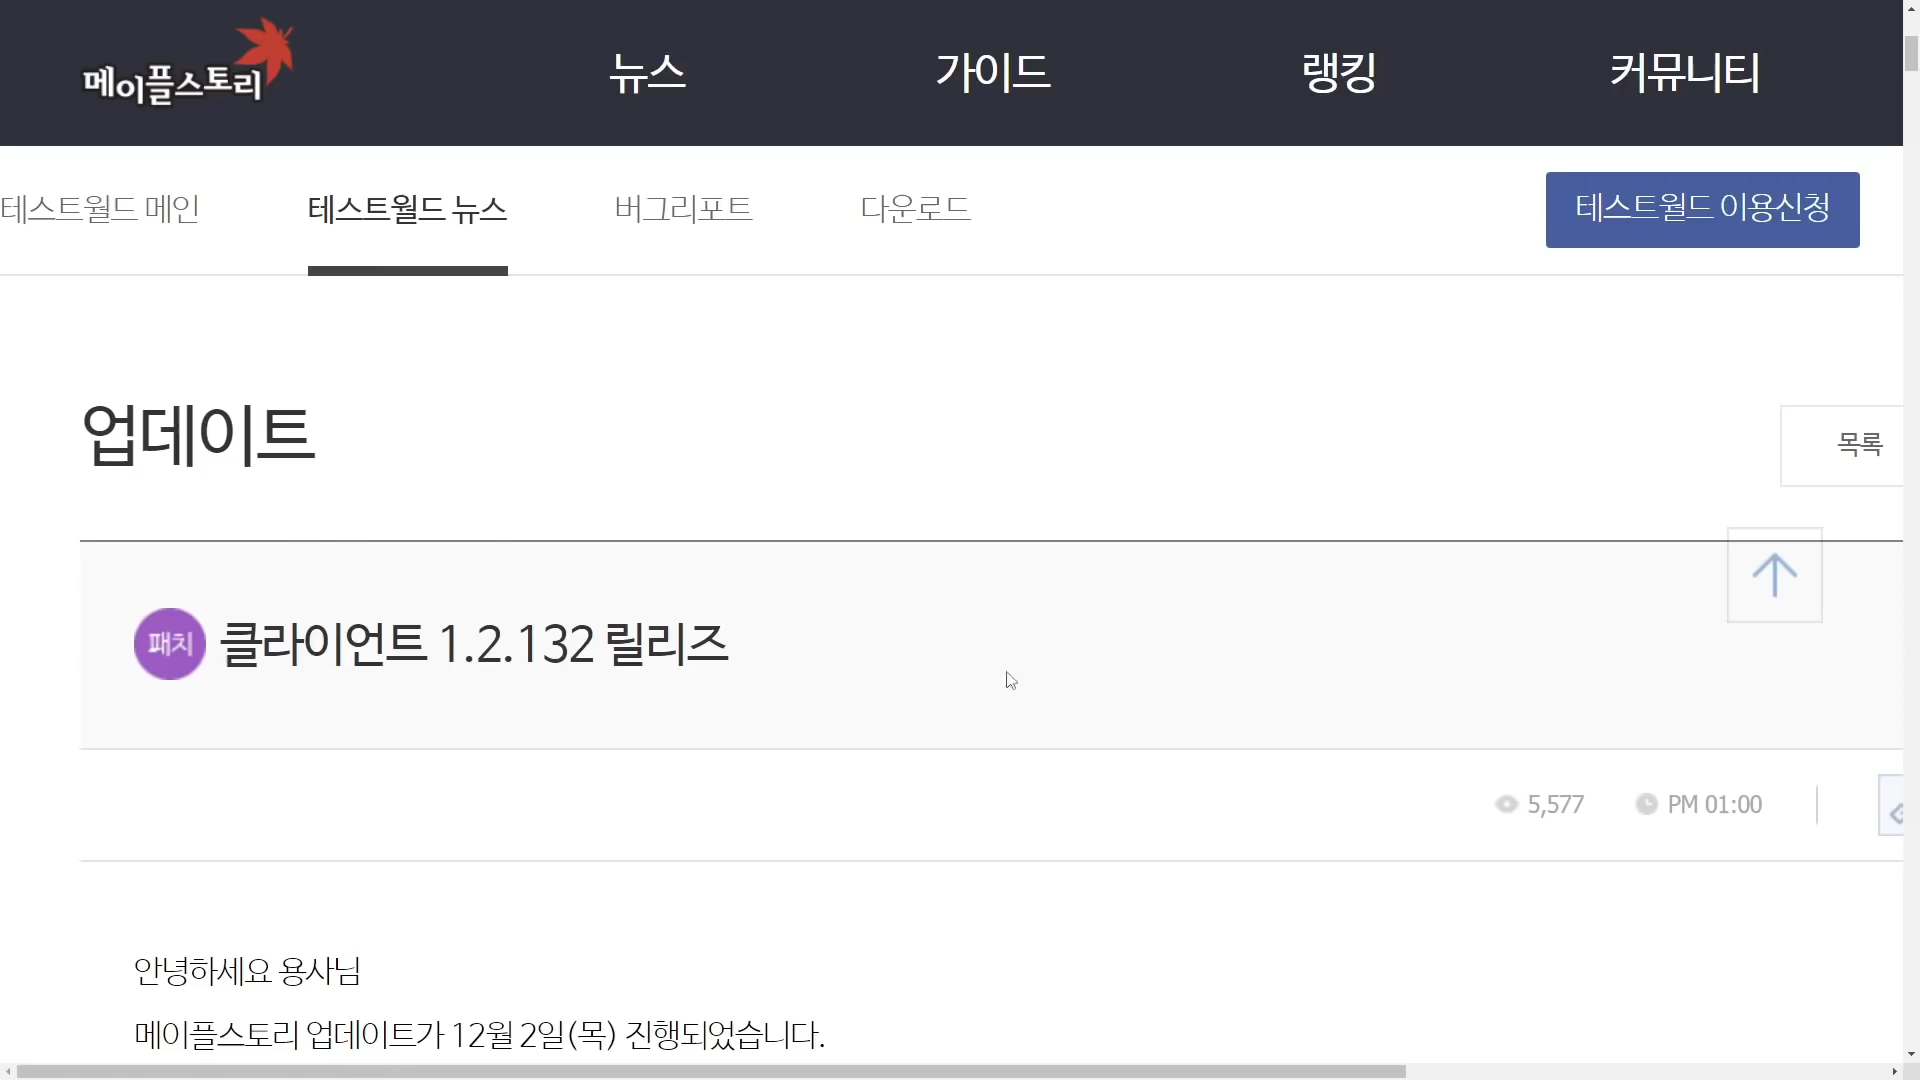 메이플스토리
뉴스 가이드 랭킹 커뮤니티
테스트월드 메인 테스트월드 뉴스 버그리포트 다운로드 테스트월드 이용신청
업데이트
목록
패치 클라이언트 1.2.132 릴리즈
5,577 PM 01:00
안녕하세요 용사님
메이플스토리 업데이트가 12월 2일(목) 진행되었습니다.